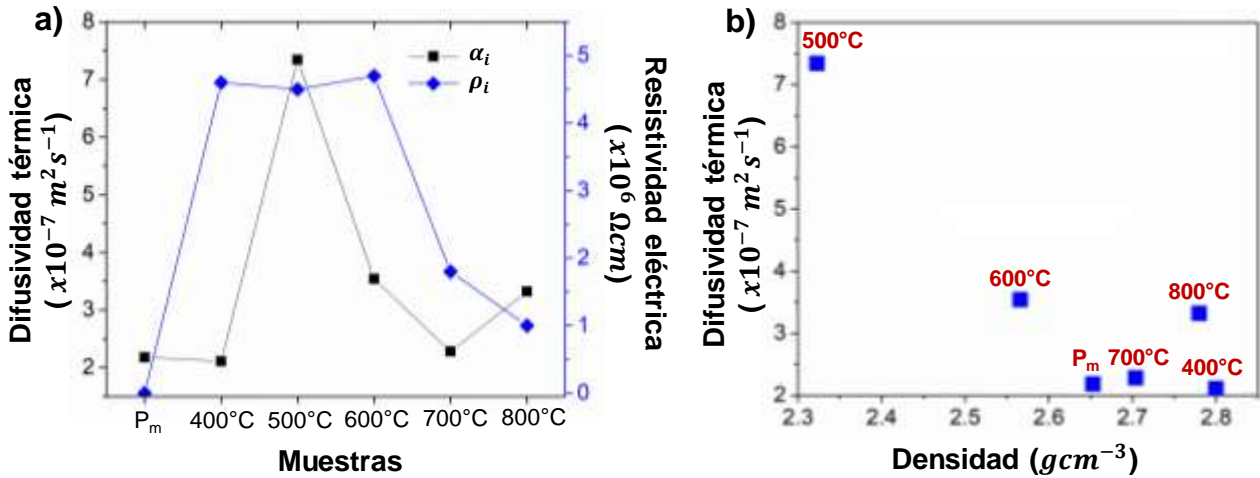 a)
Difusividad térmica
(x10⁻⁷ m²s⁻¹)
8
7
6
5
4
3
2
αᵢ
ρᵢ
5
4
3
2
1
0
Resistividad eléctrica
(x10⁶ Ωcm)
Pₘ 400°C 500°C 600°C 700°C 800°C
Muestras
b)
Difusividad térmica
(x10⁻⁷ m²s⁻¹)
8
7
6
5
4
3
2
500°C
600°C
800°C
Pₘ 700°C 400°C
2.3 2.4 2.5 2.6 2.7 2.8
Densidad (gcm⁻³)